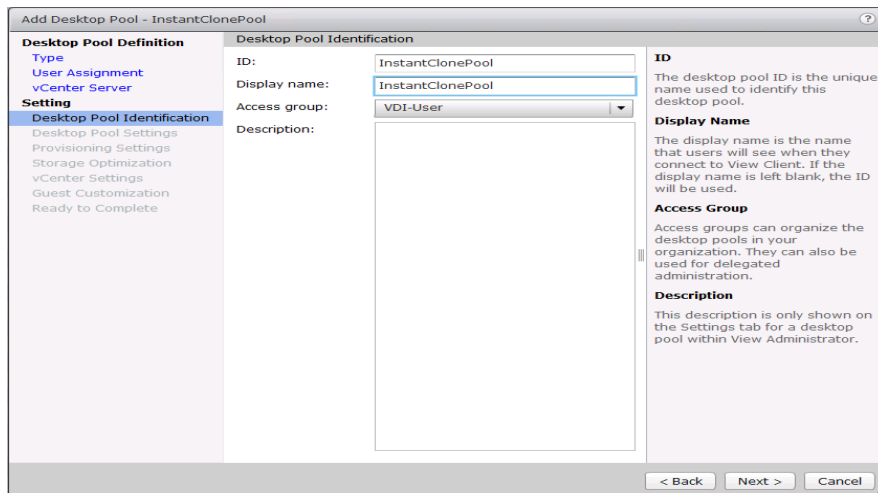 Add Desktop Pool - InstantClonePool
?
Desktop Pool Definition
Type
User Assignment
vCenter Server
Setting
Desktop Pool Identification
Desktop Pool Settings
Provisioning Settings
Storage Optimization
vCenter Settings
Guest Customization
Ready to Complete
Desktop Pool Identification
ID:
InstantClonePool
Display name:
InstantClonePool
Access group:
VDI-User
Description:
ID
The desktop pool ID is the unique
name used to identify this
desktop pool.
Display Name
The display name is the name
that users will see when they
connect to View Client. If the
display name is left blank, the ID
will be used.
Access Group
Access groups can organize the
desktop pools in your
organization. They can also be
used for delegated
administration.
Description
This description is only shown on
the Settings tab for a desktop
pool within View Administrator.
< Back
Next >
Cancel